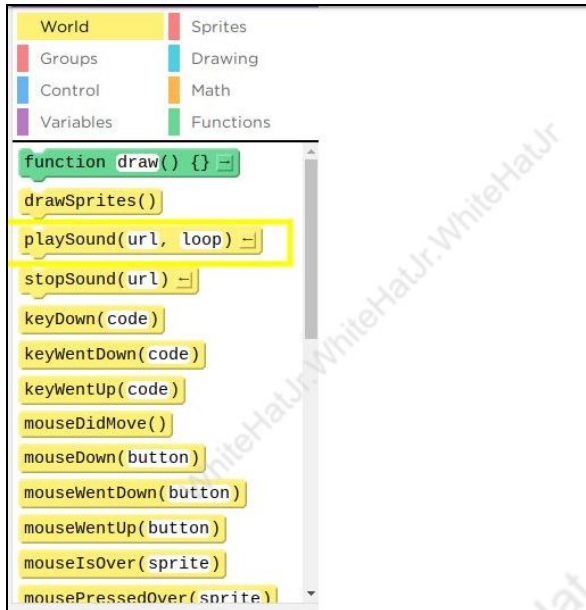 World Sprites
Groups Drawing
Control Math
Variables Functions
function draw() {} →
drawSprites()
playSound(url, loop) ←
stopSound(url) ←
keyDown(code)
keyWentDown(code)
keyWentUp(code)
mouseDidMove()
mouseDown(button)
mouseWentDown(button)
mouseWentUp(button)
mouseIsOver(sprite)
mousePressedOver(sprite)
WhiteHatJr.WhiteHatJr.WhiteHatJr